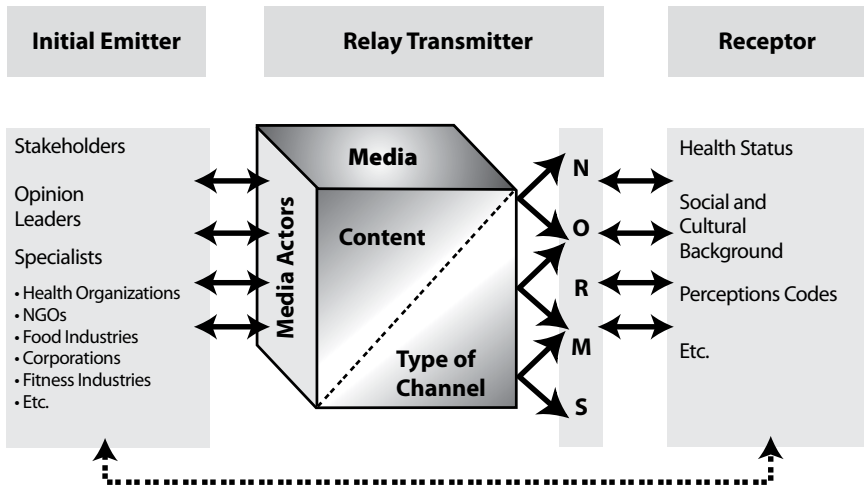 Initial Emitter
Relay Transmitter
Receptor
Stakeholders
Opinion
Leaders
Specialists
• Health Organizations
• NGOs
• Food Industries
• Corporations
• Fitness Industries
• Etc.
Media
Media Actors
Content
Type of
Channel
N
O
R
M
S
Health Status
Social and
Cultural
Background
Perceptions Codes
Etc.